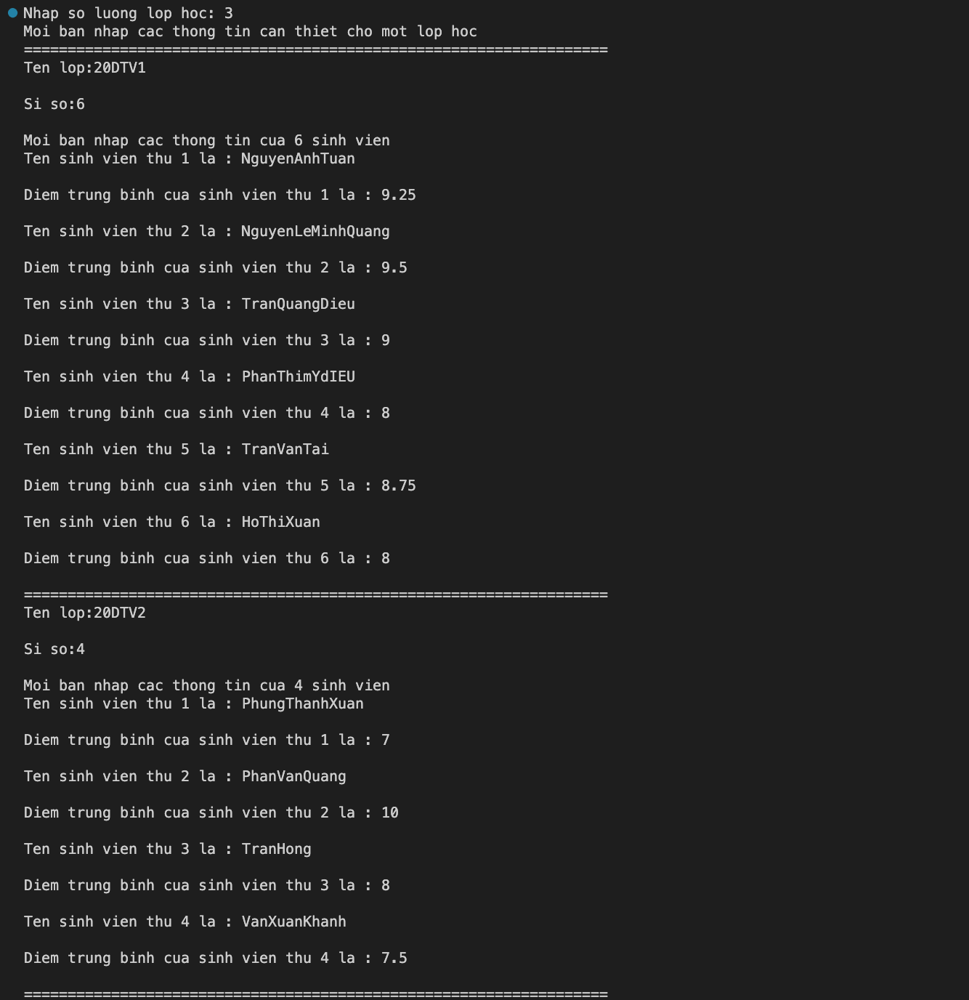 Nhap so luong lop hoc: 3
Moi ban nhap cac thong tin can thiet cho mot lop hoc
===================================================================
Ten lop:20DTV1
Si so:6
Moi ban nhap cac thong tin cua 6 sinh vien
Ten sinh vien thu 1 la : NguyenAnhTuan
Diem trung binh cua sinh vien thu 1 la : 9.25
Ten sinh vien thu 2 la : NguyenLeMinhQuang
Diem trung binh cua sinh vien thu 2 la : 9.5
Ten sinh vien thu 3 la : TranQuangDieu
Diem trung binh cua sinh vien thu 3 la : 9
Ten sinh vien thu 4 la : PhanThimYdIEU
Diem trung binh cua sinh vien thu 4 la : 8
Ten sinh vien thu 5 la : TranVanTai
Diem trung binh cua sinh vien thu 5 la : 8.75
Ten sinh vien thu 6 la : HoThiXuan
Diem trung binh cua sinh vien thu 6 la : 8
===================================================================
Ten lop:20DTV2
Si so:4
Moi ban nhap cac thong tin cua 4 sinh vien
Ten sinh vien thu 1 la : PhungThanhXuan
Diem trung binh cua sinh vien thu 1 la : 7
Ten sinh vien thu 2 la : PhanVanQuang
Diem trung binh cua sinh vien thu 2 la : 10
Ten sinh vien thu 3 la : TranHong
Diem trung binh cua sinh vien thu 3 la : 8
Ten sinh vien thu 4 la : VanXuanKhanh
Diem trung binh cua sinh vien thu 4 la : 7.5
===================================================================